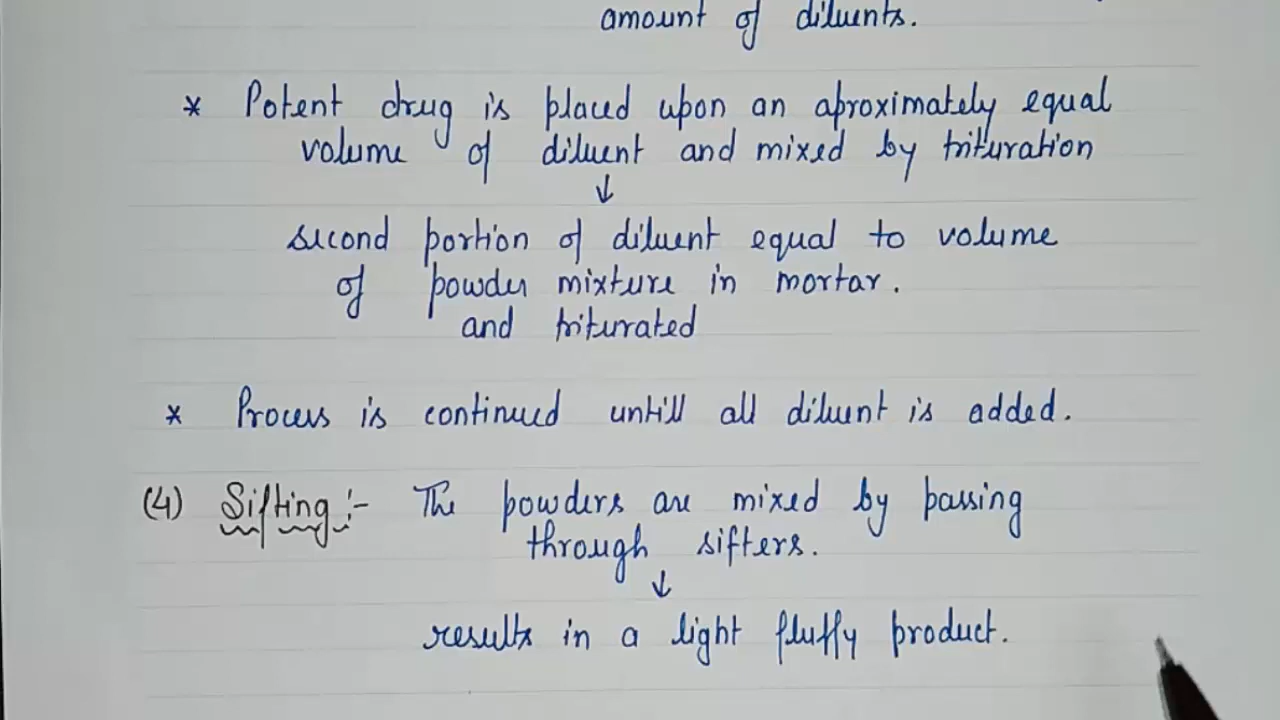 amount of diluents.
* Potent drug is placed upon an aproximately equal
volume of diluent and mixed by trituration
↓
second portion of diluent equal to volume
of powder mixture in mortar.
and triturated
* Process is continued untill all diluent is added.
(4) Sifting :- The powders are mixed by passing
through sifters.
↓
results in a light fluffy product.